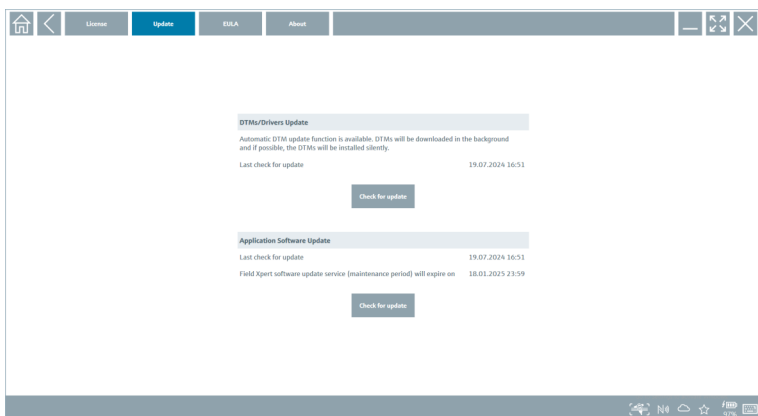 License Update EULA About
DTMs/Drivers Update
Automatic DTM update function is available. DTMs will be downloaded in the background
and if possible, the DTMs will be installed silently.
Last check for update 19.07.2024 16:51
Check for update
Application Software Update
Last check for update 19.07.2024 16:51
Field Xpert software update service (maintenance period) will expire on 18.01.2025 23:59
Check for update
97%